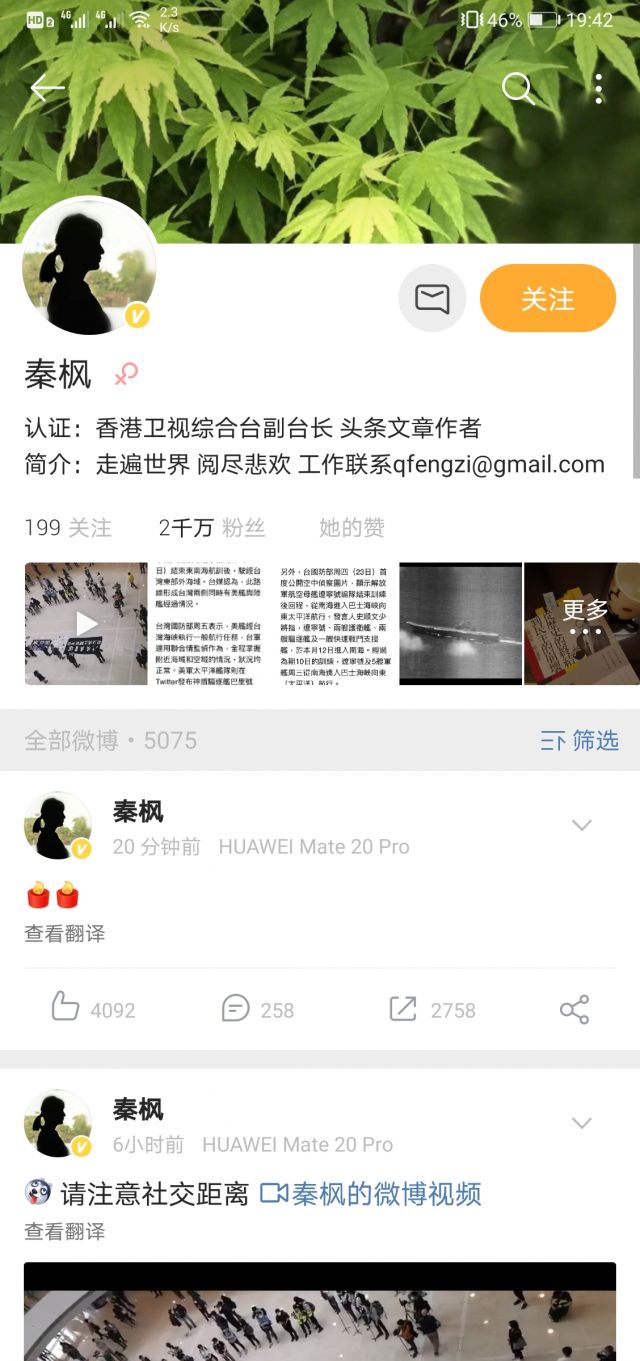 HD 2 4G 4G 2.3 K/s 46% 19:42
秦枫
关注
认证：香港卫视综合台副台长 头条文章作者
简介：走遍世界 阅尽悲欢 工作联系qfengzi@gmail.com
199 关注 2千万 粉丝 她的赞
日）結束東南海航訓後，駛經台
灣東部外海域。台媒認為，此路
線形成台灣兩側同時有美艦與陸
艦經過情況。
台灣國防部周五表示，美艦經台
灣海峽執行一般航行任務，台軍
運用聯合情監偵作為，全程掌握
附近海域和空域的情況，狀況均
正常。美軍太平洋艦隊則在
Twitter發布神盾驅逐艦巴里號
另外，台國防部周四（23日）首
度公開空中偵察圖片，顯示解放
軍航空母艦遼寧號編隊結束訓練
後回程，從南海進入巴士海峽向
東太平洋航行。發言人史順文少
將指，遼寧號、兩個護衛艦、兩
艘驅逐艦及一艘快速戰鬥支援
艦，於本月12日進入南海。經過
為期10日的訓練，遼寧號及5艘軍
艦周三從南海進入巴士海峽向東
（太平洋）航行。
更多
全部微博 · 5075 筛选
秦枫
20 分钟前 HUAWEI Mate 20 Pro
查看翻译
4092 258 2758
秦枫
6小时前 HUAWEI Mate 20 Pro
请注意社交距离 秦枫的微博视频
查看翻译